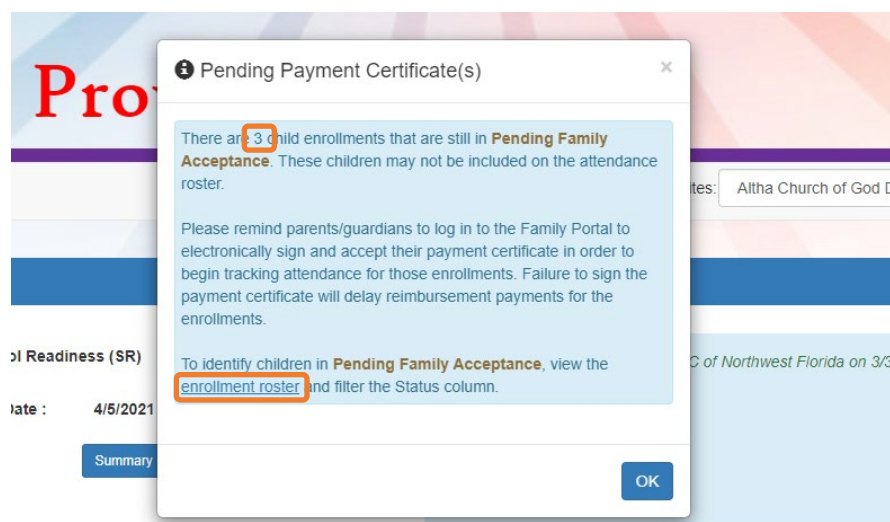 Pro
Pending Payment Certificate(s)
×
There are 3 child enrollments that are still in Pending Family
Acceptance. These children may not be included on the attendance
roster.
Please remind parents/guardians to log in to the Family Portal to
electronically sign and accept their payment certificate in order to
begin tracking attendance for those enrollments. Failure to sign the
payment certificate will delay reimbursement payments for the
enrollments.
To identify children in Pending Family Acceptance, view the
enrollment roster and filter the Status column.
OK
ites: Altha Church of God D
ol Readiness (SR)
Date : 4/5/2021
Summary
C of Northwest Florida on 3/3